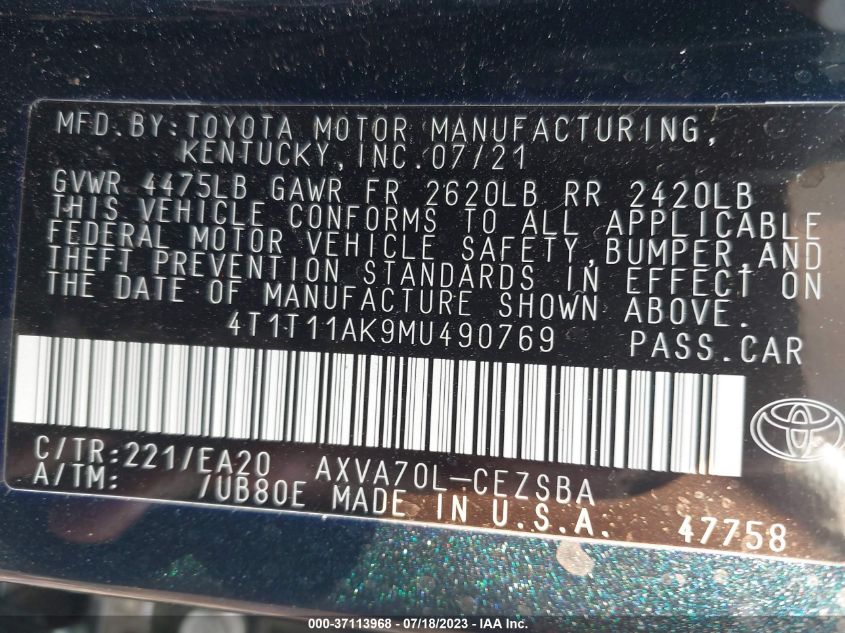 MFD.BY:TOYOTA MOTOR MANUFACTURING,
KENTUCKY,INC.07/21
GVWR 4475LB GAWR FR 2620LB RR 2420LB
THIS VEHICLE CONFORMS TO ALL APPLICABLE
FEDERAL MOTOR VEHICLE SAFETY,BUMPER,AND
THEFT PREVENTION STANDARDS IN EFFECT ON
THE DATE OF MANUFACTURE SHOWN ABOVE.
4T1T11AK9MU490769 PASS.CAR
C/TR:221/EA20 AXVA70L-CEZSBA
A/TM: /UB80E MADE IN U.S.A. 47758
000-37113968 / 07/18/2023 - IAA Inc.